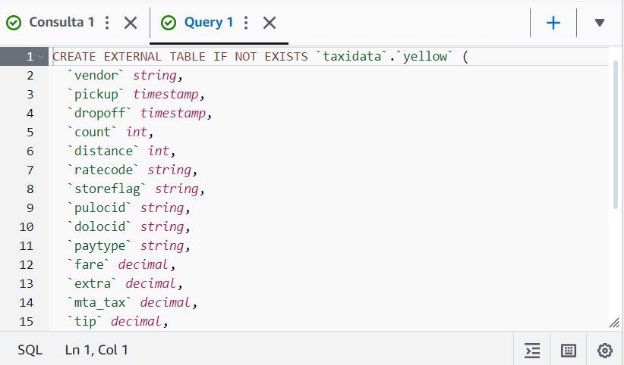 Consulta 1
Query 1
1 CREATE EXTERNAL TABLE IF NOT EXISTS `taxidata`.`yellow` (
2 `vendor` string,
3 `pickup` timestamp,
4 `dropoff` timestamp,
5 `count` int,
6 `distance` int,
7 `ratecode` string,
8 `storeflag` string,
9 `pulocid` string,
10 `dolocid` string,
11 `paytype` string,
12 `fare` decimal,
13 `extra` decimal,
14 `mta_tax` decimal,
15 `tip` decimal,
SQL Ln 1, Col 1